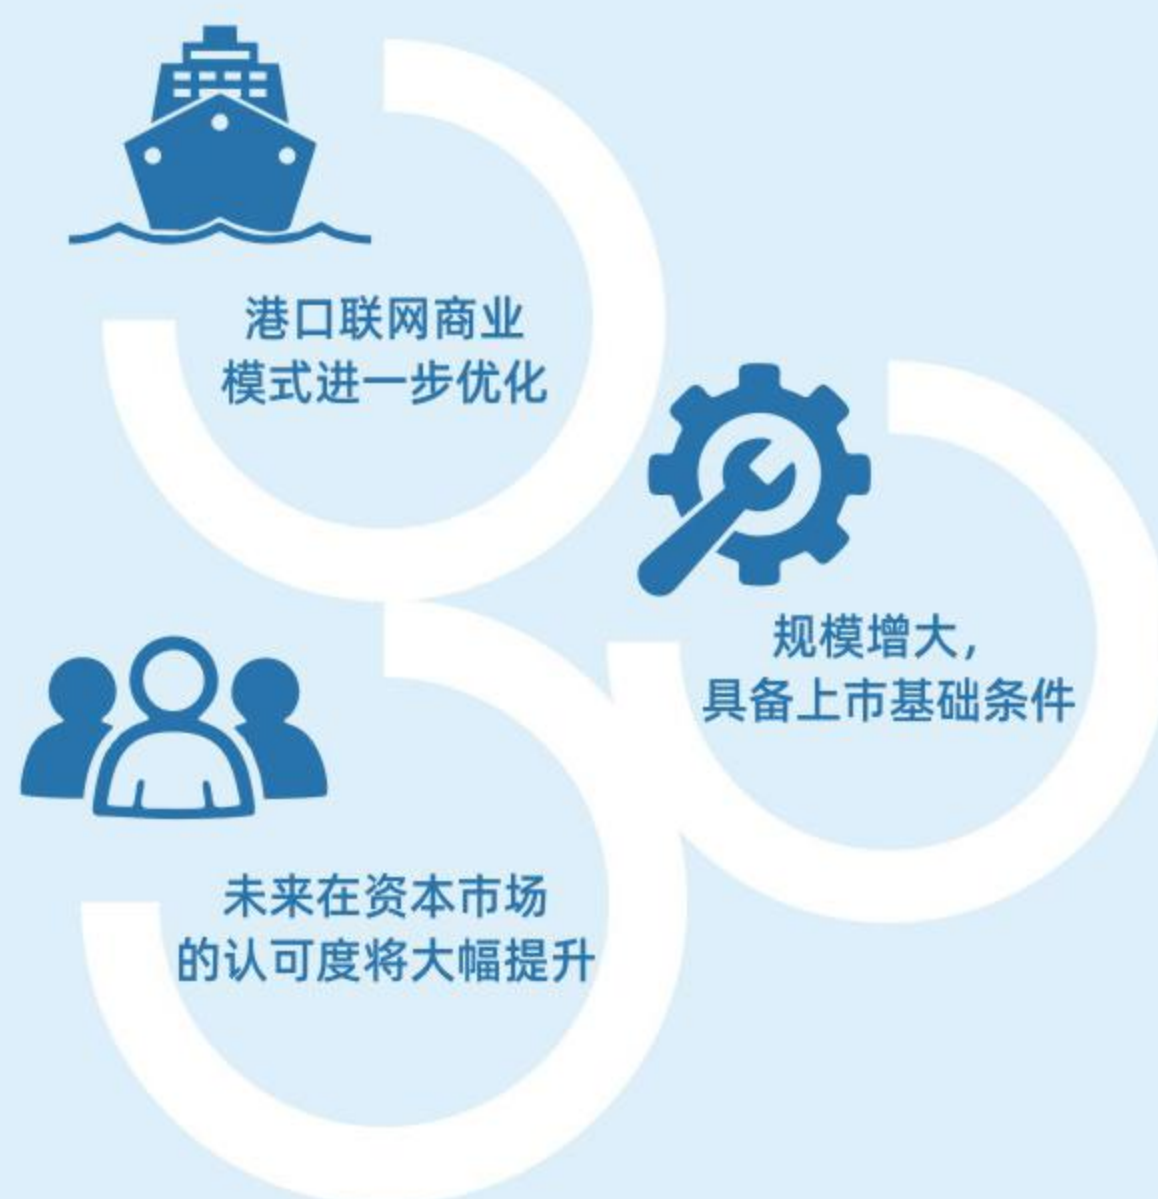 港口联网商业
模式进一步优化
规模增大，
具备上市基础条件
未来在资本市场
的认可度将大幅提升